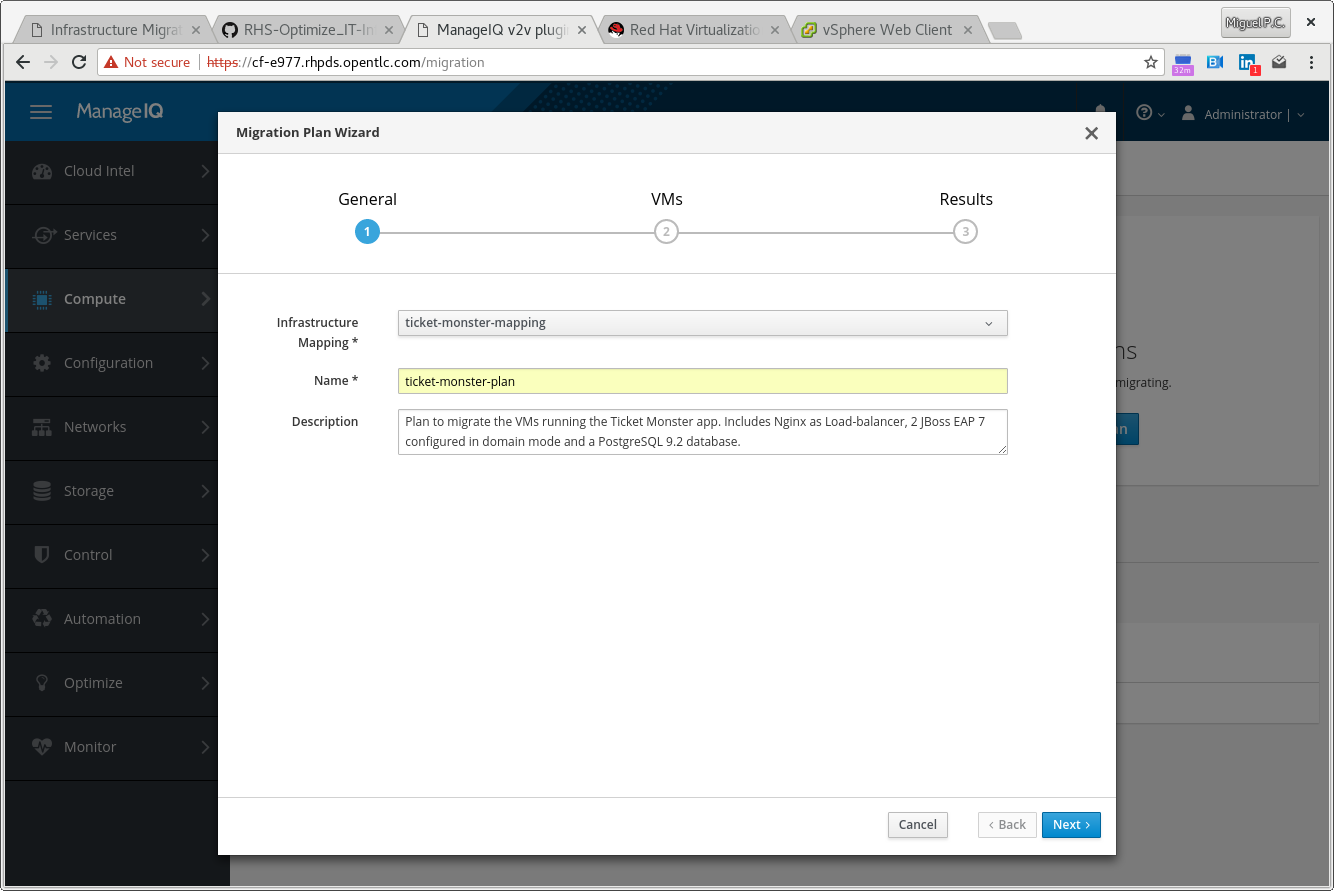 Infrastructure Migrat
RHS-Optimize_IT-In
ManageIQ v2v plugi
Red Hat Virtualizatio
vSphere Web Client
Miguel P.C.
Not secure
https://cf-e977.rhpds.opentlc.com/migration
32m
B
in
1
ManageIQ
Administrator |
Migration Plan Wizard
Cloud Intel
Services
Compute
Configuration
Networks
Storage
Control
Automation
Optimize
Monitor
General
VMs
Results
1
2
3
Infrastructure
Mapping *
ticket-monster-mapping
Name *
ticket-monster-plan
Description
Plan to migrate the VMs running the Ticket Monster app. Includes Nginx as Load-balancer, 2 JBoss EAP 7
configured in domain mode and a PostgreSQL 9.2 database.
ns
migrating.
n
Cancel
‹ Back
Next ›